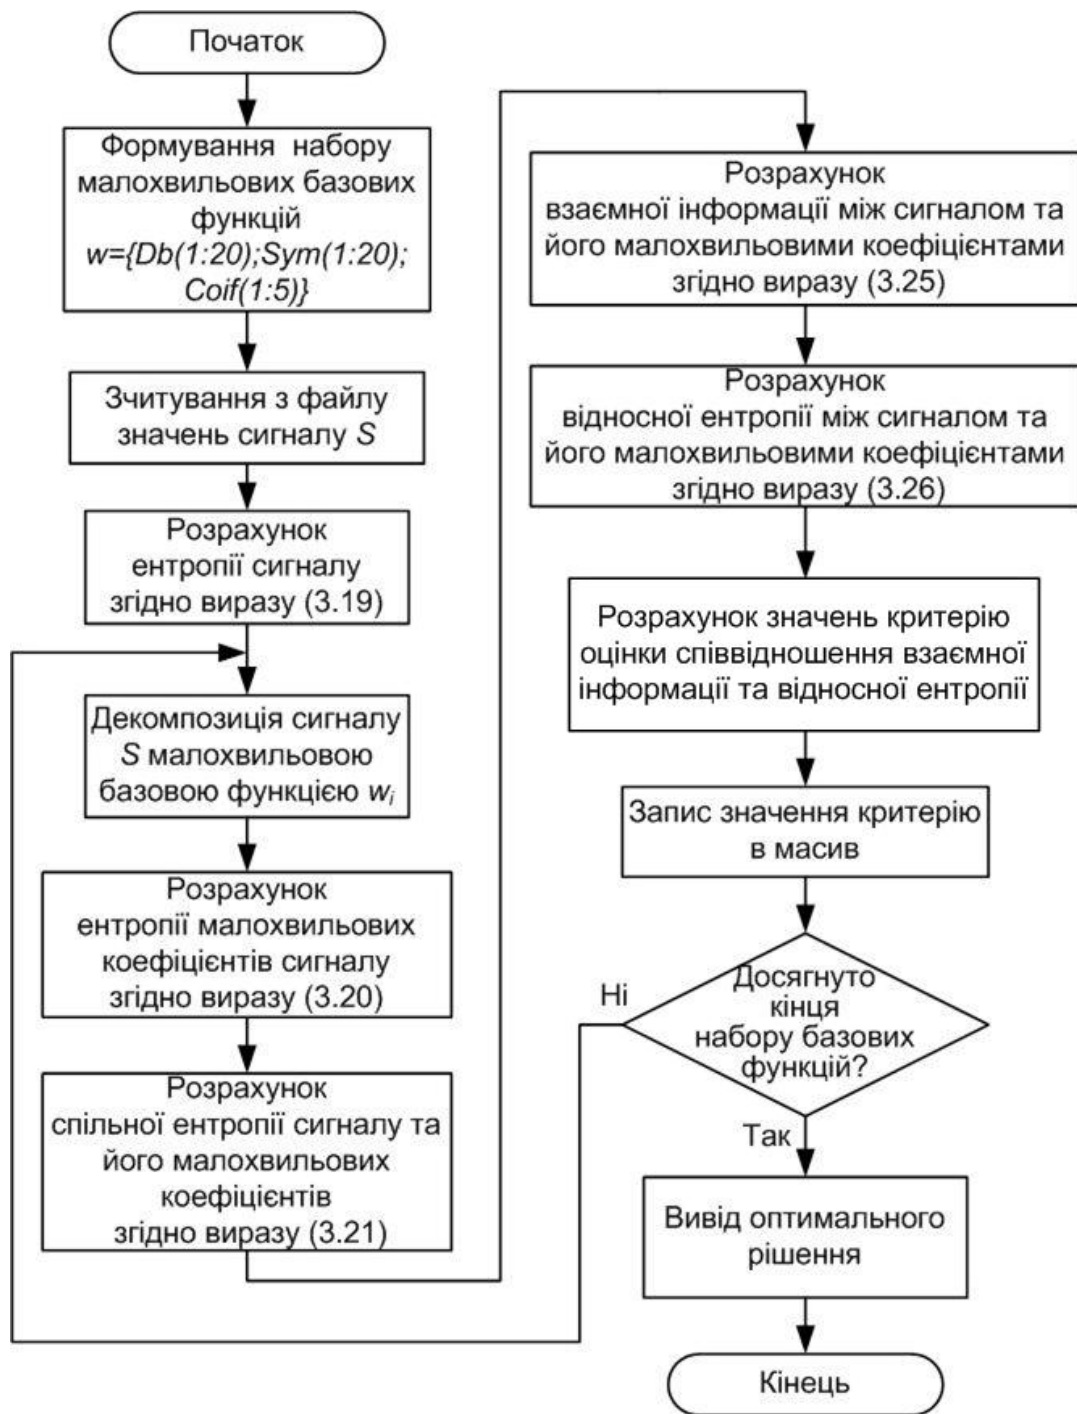 Початок
Формування набору
малохвильових базових
функцій
w={Db(1:20);Sym(1:20);
Coif(1:5)}
Зчитування з файлу
значень сигналу S
Розрахунок
ентропії сигналу
згідно виразу (3.19)
Декомпозиція сигналу
S малохвильовою
базовою функцією wᵢ
Розрахунок
ентропії малохвильових
коефіцієнтів сигналу
згідно виразу (3.20)
Розрахунок
спільної ентропії сигналу та
його малохвильових
коефіцієнтів
згідно виразу (3.21)
Розрахунок
взаємної інформації між сигналом та
його малохвильовими коефіцієнтами
згідно виразу (3.25)
Розрахунок
відносної ентропії між сигналом та
його малохвильовими коефіцієнтами
згідно виразу (3.26)
Розрахунок значень критерію
оцінки співвідношення взаємної
інформації та відносної ентропії
Запис значення критерію
в масив
Досягнуто
кінця
набору базових
функцій?
Ні
Так
Вивід оптимального
рішення
Кінець